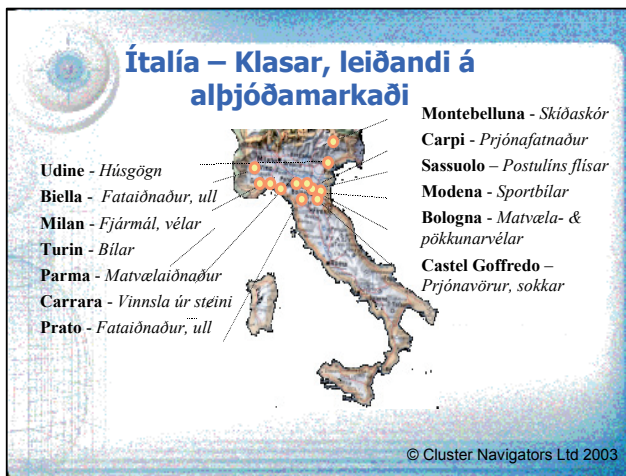 Ítalía – Klasar, leiðandi á
alþjóðamarkaði
Udine - Húsgögn
Biella - Fataiðnaður, ull
Milan - Fjármál, vélar
Turin - Bílar
Parma - Matvælaiðnaður
Carrara - Vinnsla úr steini
Prato - Fataiðnaður, ull
Montebelluna - Skíðaskór
Carpi - Prjónafatnaður
Sassuolo – Postulíns flísar
Modena - Sportbílar
Bologna - Matvæla- &
pökkunarvélar
Castel Goffredo –
Prjónavörur, sokkar
© Cluster Navigators Ltd 2003